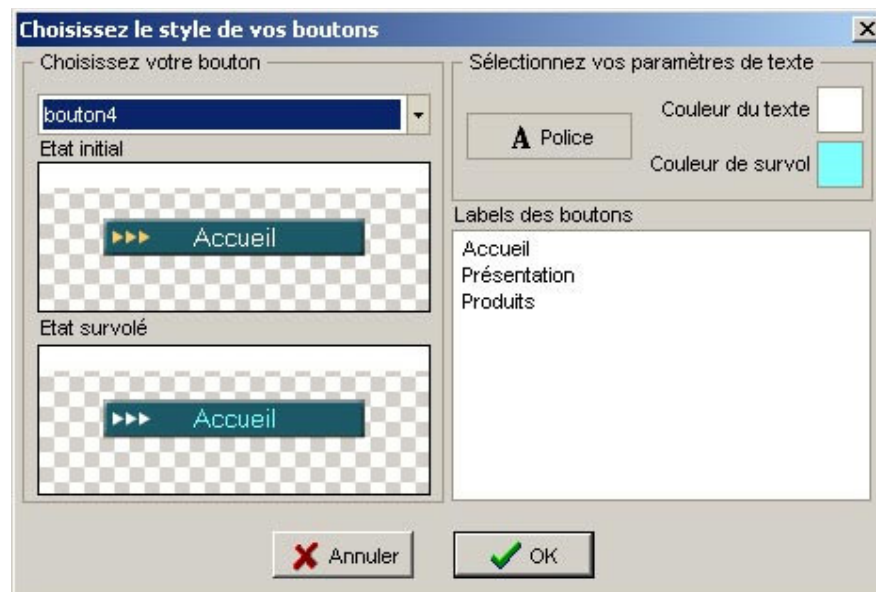 Choisissez le style de vos boutons
Choisissez votre bouton
bouton4
Etat initial
Accueil
Etat survolé
Accueil
Sélectionnez vos paramètres de texte
A Police
Couleur du texte
Couleur de survol
Labels des boutons
Accueil
Présentation
Produits
Annuler
OK